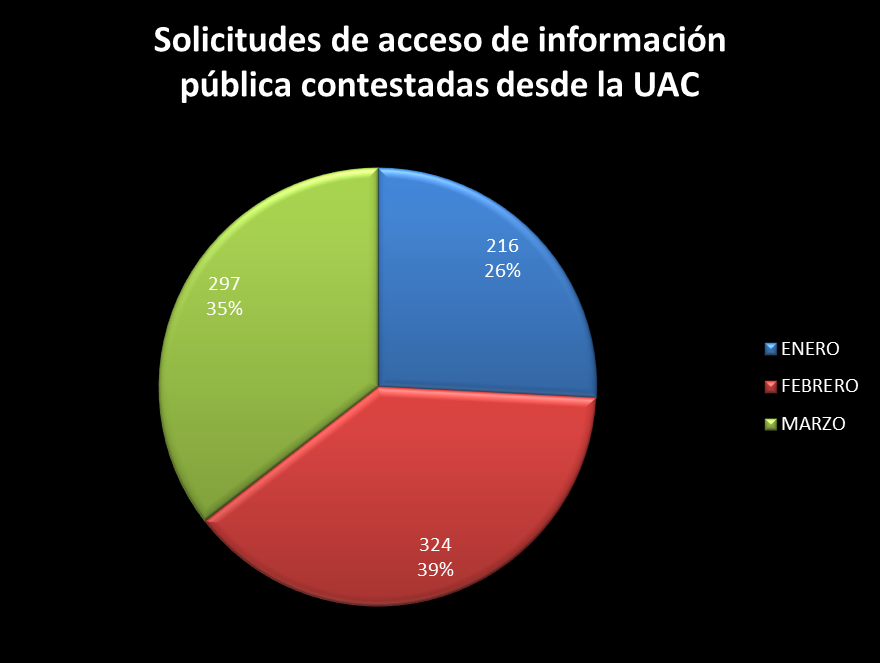 Solicitudes de acceso de información
pública contestadas desde la UAC
216
26%
297
35%
324
39%
ENERO
FEBRERO
MARZO